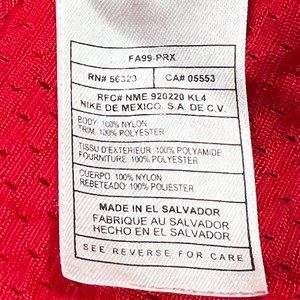 FA99-PRX
RN# 56323 CA# 05553
RFC# NME 920220 KL4
NIKE DE MEXICO, S.A. DE C.V.
BODY: 100% NYLON
TRIM: 100% POLYESTER
TISSU D'EXTERIEUR: 100% POLYAMIDE
FOURNITURE: 100% POLYESTER
CUERPO: 100% NYLON
REBETEADO: 100% POLYESTER
MADE IN EL SALVADOR
FABRIQUE AU SALVADOR
HECHO EN EL SALVADOR
SEE REVERSE FOR CARE